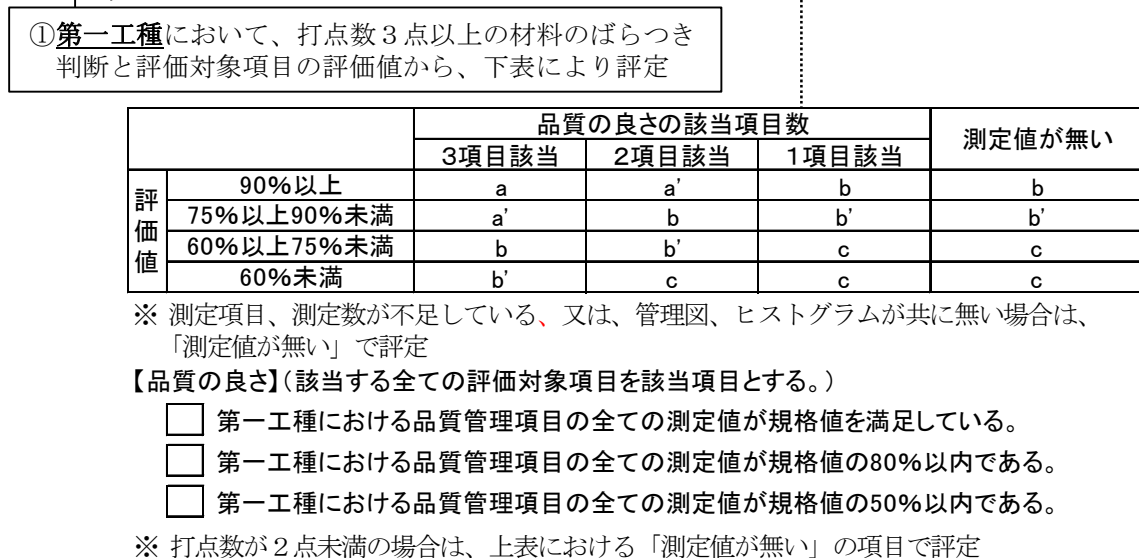 ①第一工種において、打点数３点以上の材料のばらつき
判断と評価対象項目の評価値から、下表により評定
品質の良さの該当項目数
測定値が無い
3項目該当
2項目該当
1項目該当
評価値
90%以上
a
a’
b
b
75%以上90%未満
a’
b
b’
b’
60%以上75%未満
b
b’
c
c
60%未満
b’
c
c
c
※ 測定項目、測定数が不足している、又は、管理図、ヒストグラムが共に無い場合は、
「測定値が無い」で評定
【品質の良さ】（該当する全ての評価対象項目を該当項目とする。）
第一工種における品質管理項目の全ての測定値が規格値を満足している。
第一工種における品質管理項目の全ての測定値が規格値の80%以内である。
第一工種における品質管理項目の全ての測定値が規格値の50%以内である。
※ 打点数が２点未満の場合は、上表における「測定値が無い」の項目で評定